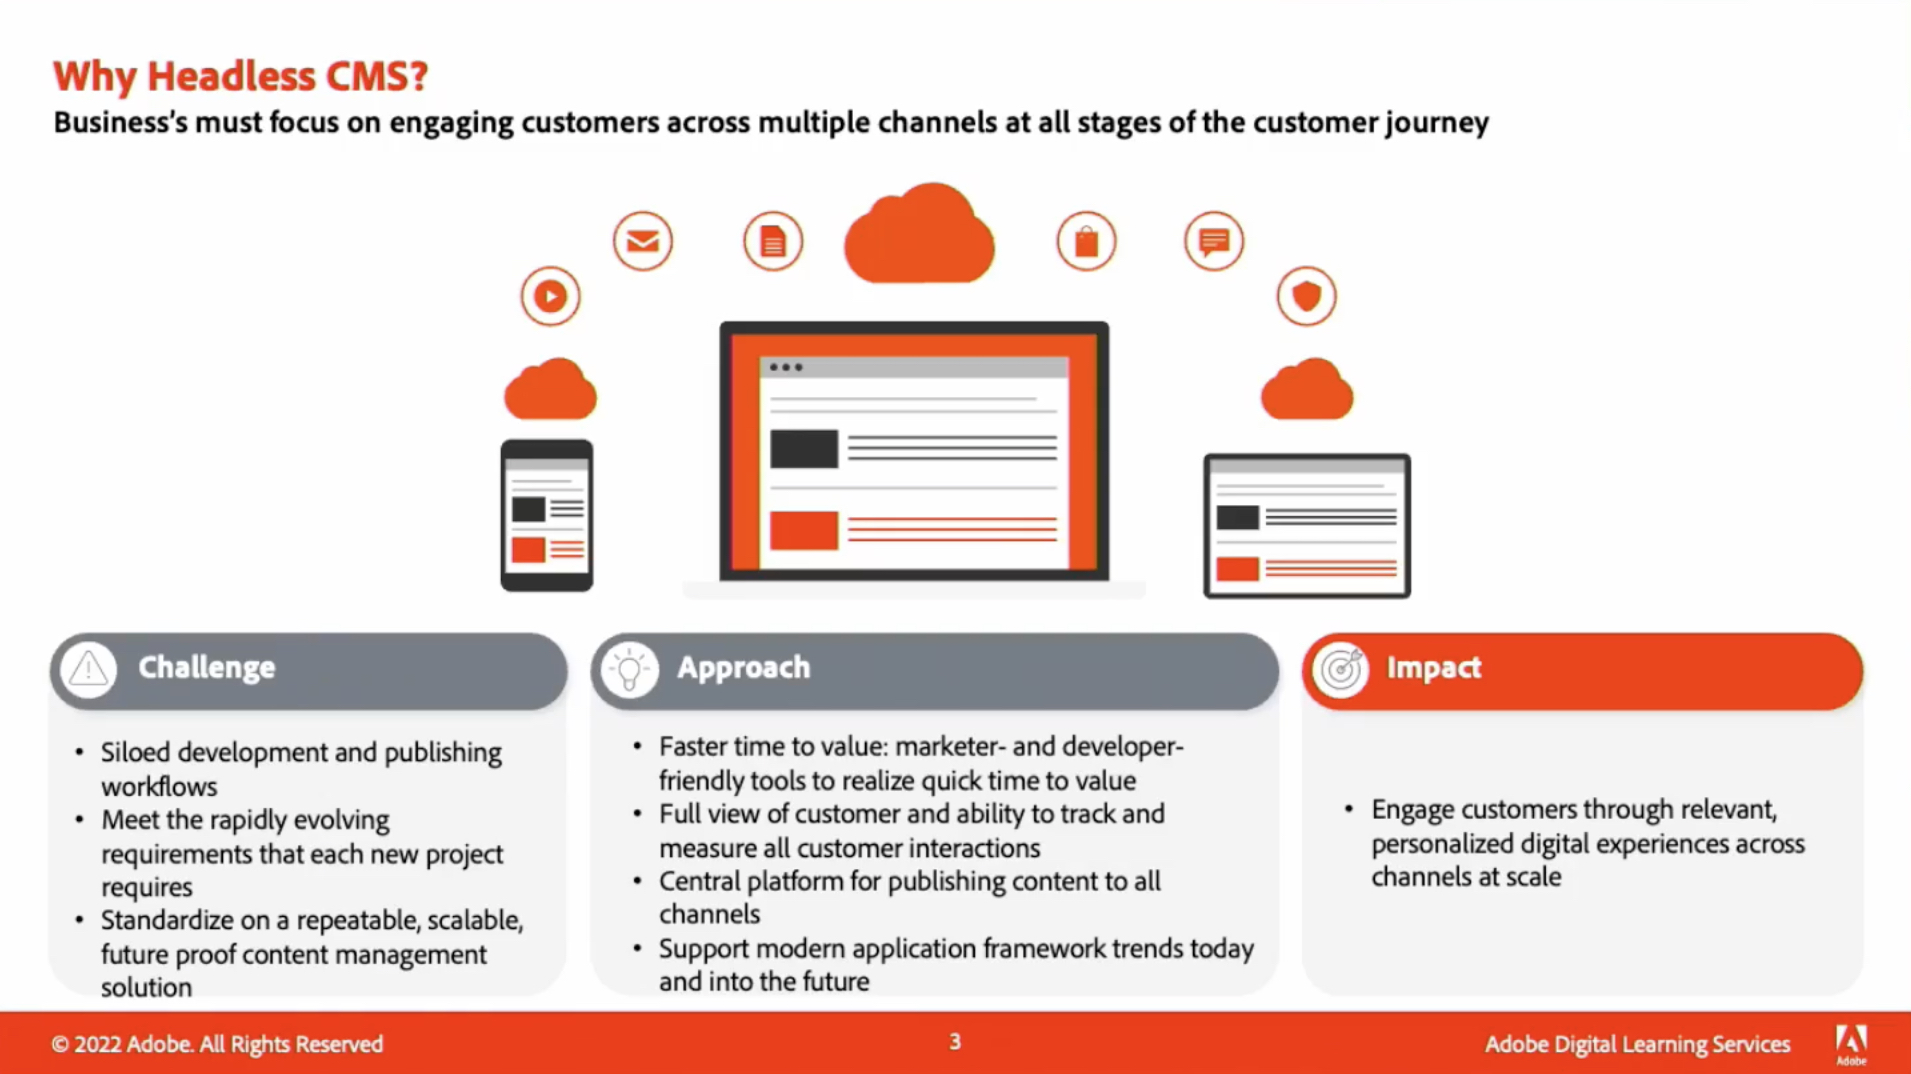 Why Headless CMS?
Business's must focus on engaging customers across multiple channels at all stages of the customer journey
Challenge
• Siloed development and publishing
workflows
• Meet the rapidly evolving
requirements that each new project
requires
• Standardize on a repeatable, scalable,
future proof content management
solution
Approach
• Faster time to value: marketer- and developer-
friendly tools to realize quick time to value
• Full view of customer and ability to track and
measure all customer interactions
• Central platform for publishing content to all
channels
• Support modern application framework trends today
and into the future
Impact
• Engage customers through relevant,
personalized digital experiences across
channels at scale
© 2022 Adobe. All Rights Reserved
3
Adobe Digital Learning Services
Adobe